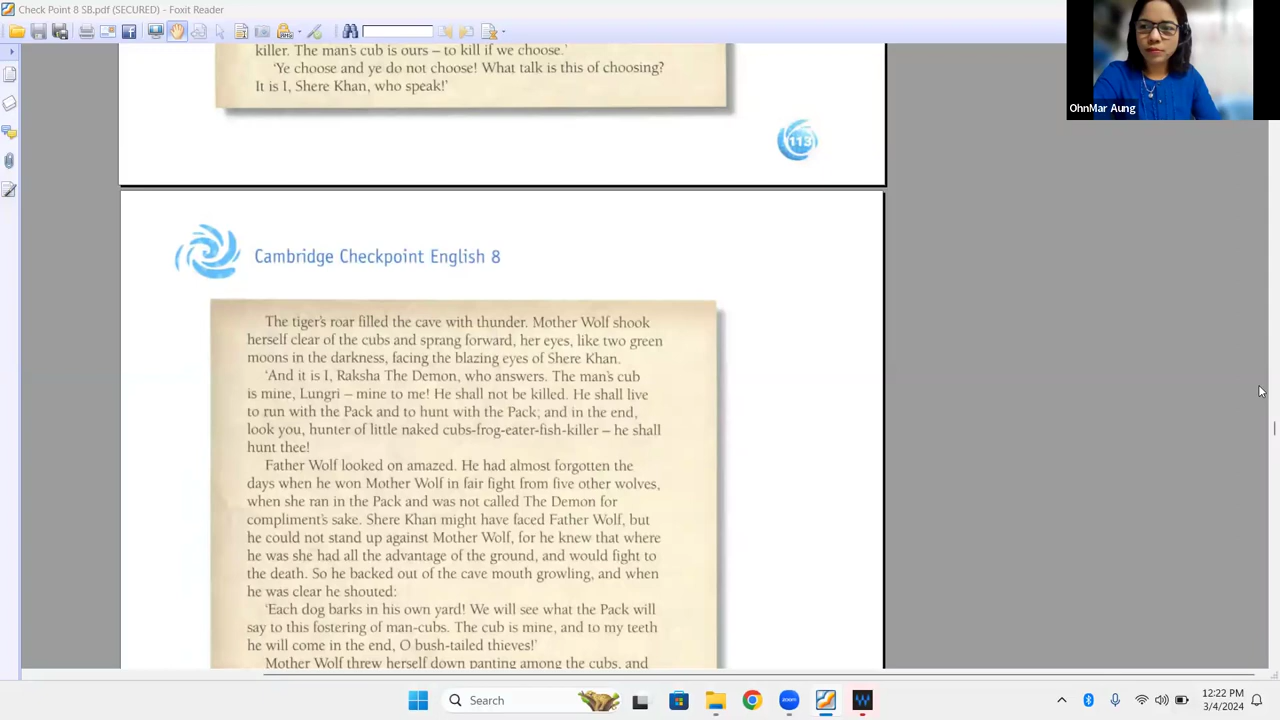 Check Point 8 SB.pdf (SECURED) - Foxit Reader
killer. The man's cub is ours – to kill if we choose.'
'Ye choose and ye do not choose! What talk is this of choosing?
It is I, Shere Khan, who speak!'
OhnMar Aung
113
Cambridge Checkpoint English 8
The tiger's roar filled the cave with thunder. Mother Wolf shook
herself clear of the cubs and sprang forward, her eyes, like two green
moons in the darkness, facing the blazing eyes of Shere Khan.
'And it is I, Raksha The Demon, who answers. The man's cub
is mine, Lungri – mine to me! He shall not be killed. He shall live
to run with the Pack and to hunt with the Pack; and in the end,
look you, hunter of little naked cubs-frog-eater-fish-killer – he shall
hunt thee!
Father Wolf looked on amazed. He had almost forgotten the
days when he won Mother Wolf in fair fight from five other wolves,
when she ran in the Pack and was not called The Demon for
compliment's sake. Shere Khan might have faced Father Wolf, but
he could not stand up against Mother Wolf, for he knew that where
he was she had all the advantage of the ground, and would fight to
the death. So he backed out of the cave mouth growling, and when
he was clear he shouted:
'Each dog barks in his own yard! We will see what the Pack will
say to this fostering of man-cubs. The cub is mine, and to my teeth
he will come in the end, O bush-tailed thieves!'
Mother Wolf threw herself down panting among the cubs, and
Search
12:22 PM
3/4/2024